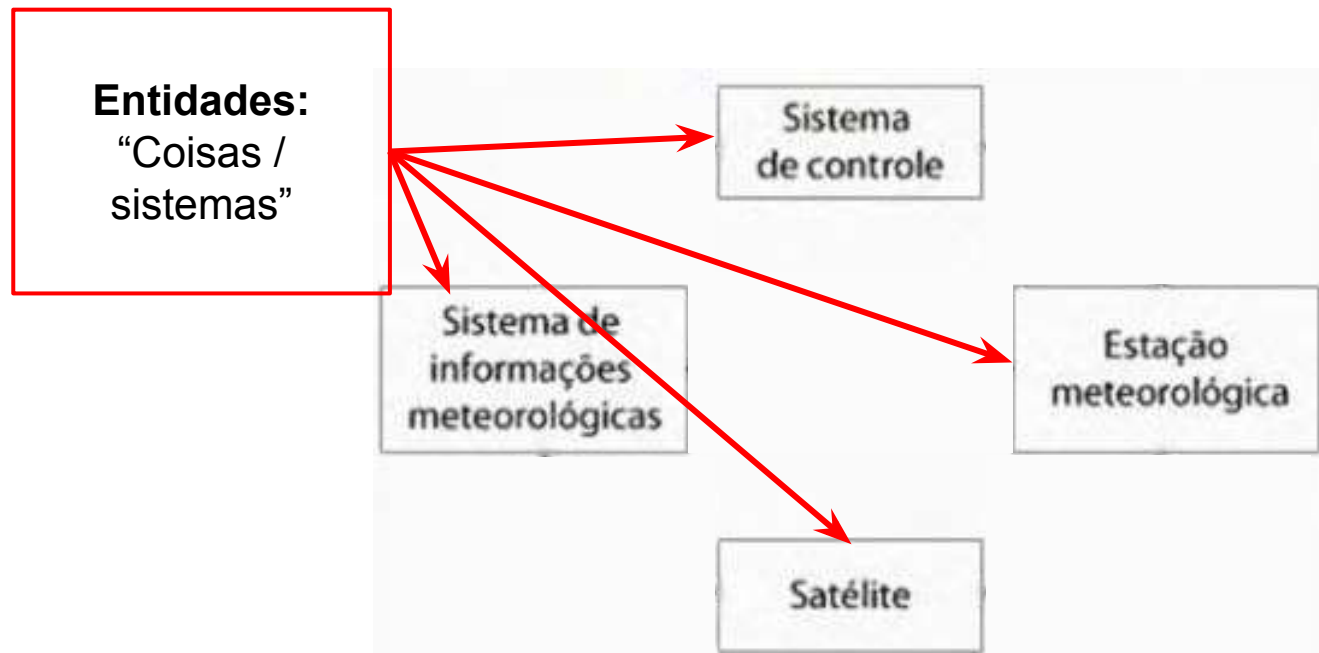 Entidades:
“Coisas /
sistemas”
Sistema
de controle
Sistema de
informações
meteorológicas
Estação
meteorológica
Satélite